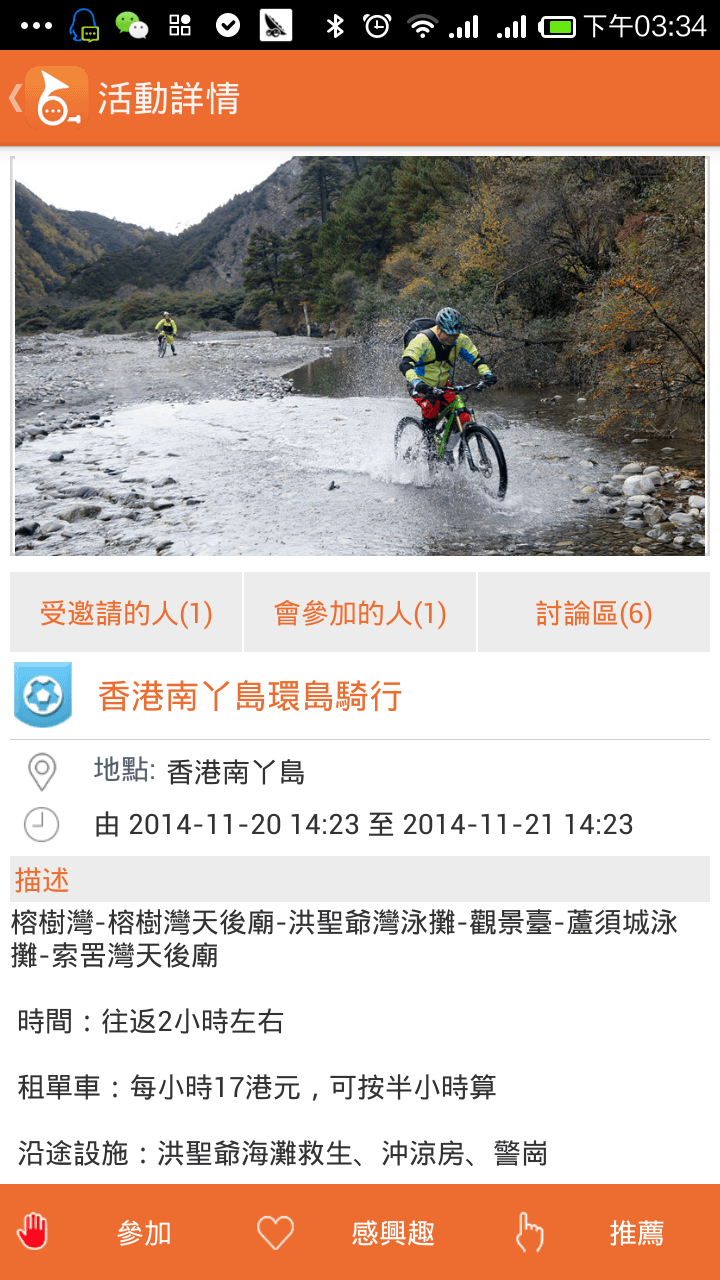 下午03:34
活動詳情
受邀請的人(1) 會參加的人(1) 討論區(6)
香港南丫島環島騎行
地點: 香港南丫島
由 2014-11-20 14:23 至 2014-11-21 14:23
描述
榕樹灣-榕樹灣天後廟-洪聖爺灣泳攤-觀景臺-蘆須城泳
攤-索罟灣天後廟
時間：往返2小時左右
租單車：每小時17港元，可按半小時算
沿途設施：洪聖爺海灘救生、沖涼房、警崗
參加 感興趣 推薦